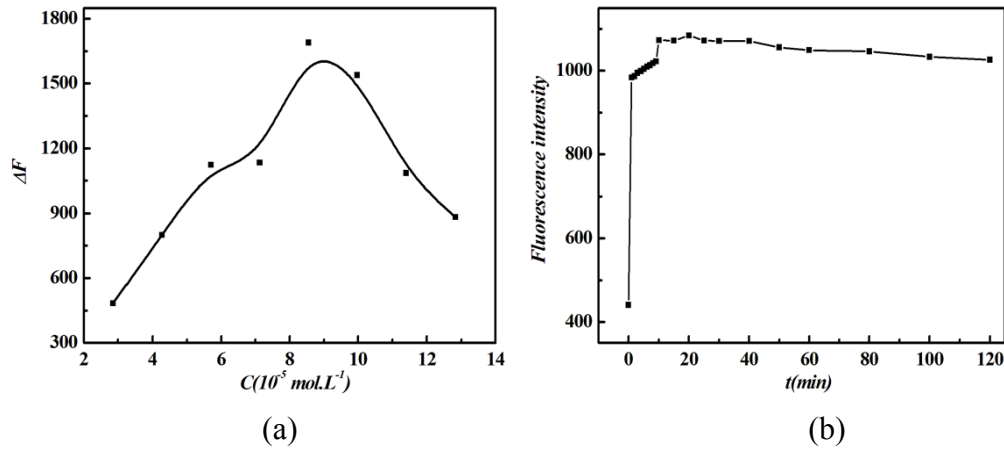 1800
1500
1200
900
600
300
ΔF
2 4 6 8 10 12 14
C(10⁻⁵ mol.L⁻¹)
(a)
1000
800
600
400
Fluorescence intensity
0 20 40 60 80 100 120
t(min)
(b)